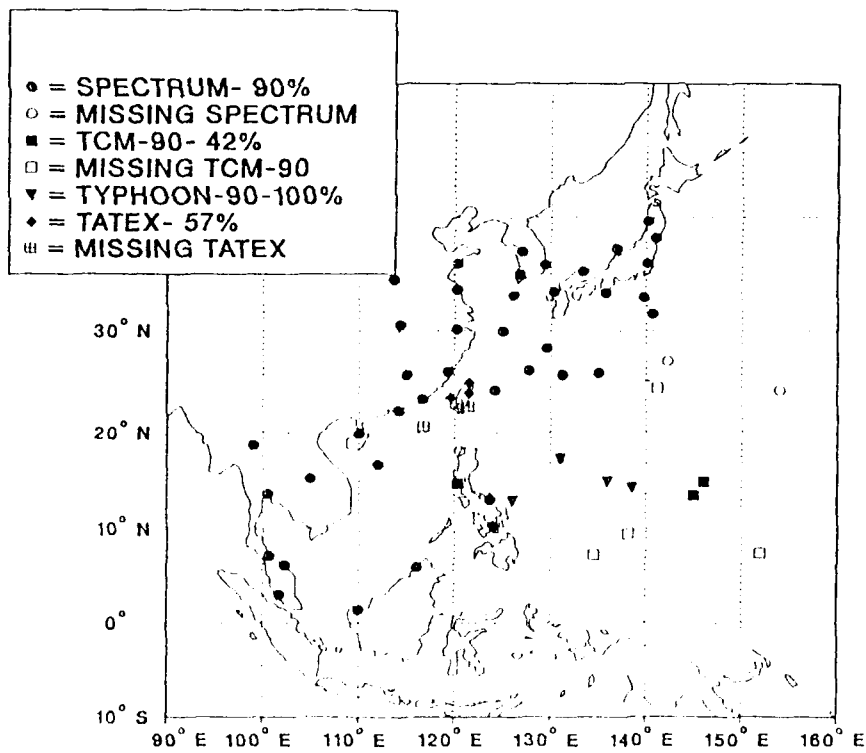 ● = SPECTRUM- 90%
○ = MISSING SPECTRUM
■ = TCM-90- 42%
□ = MISSING TCM-90
▼ = TYPHOON-90-100%
◆ = TATEX- 57%
⊞ = MISSING TATEX
30° N
20° N
10° N
0°
10° S
90° E 100° E 110° E 120° E 130° E 140° E 150° E 160° E